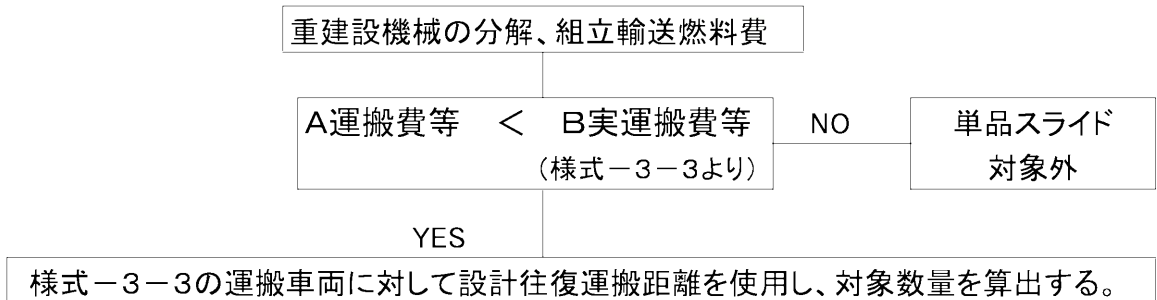 重建設機械の分解、組立輸送燃料費
A運搬費等 < B実運搬費等
(様式-3-3より)
NO
単品スライド
対象外
YES
様式-3-3の運搬車両に対して設計往復運搬距離を使用し、対象数量を算出する。